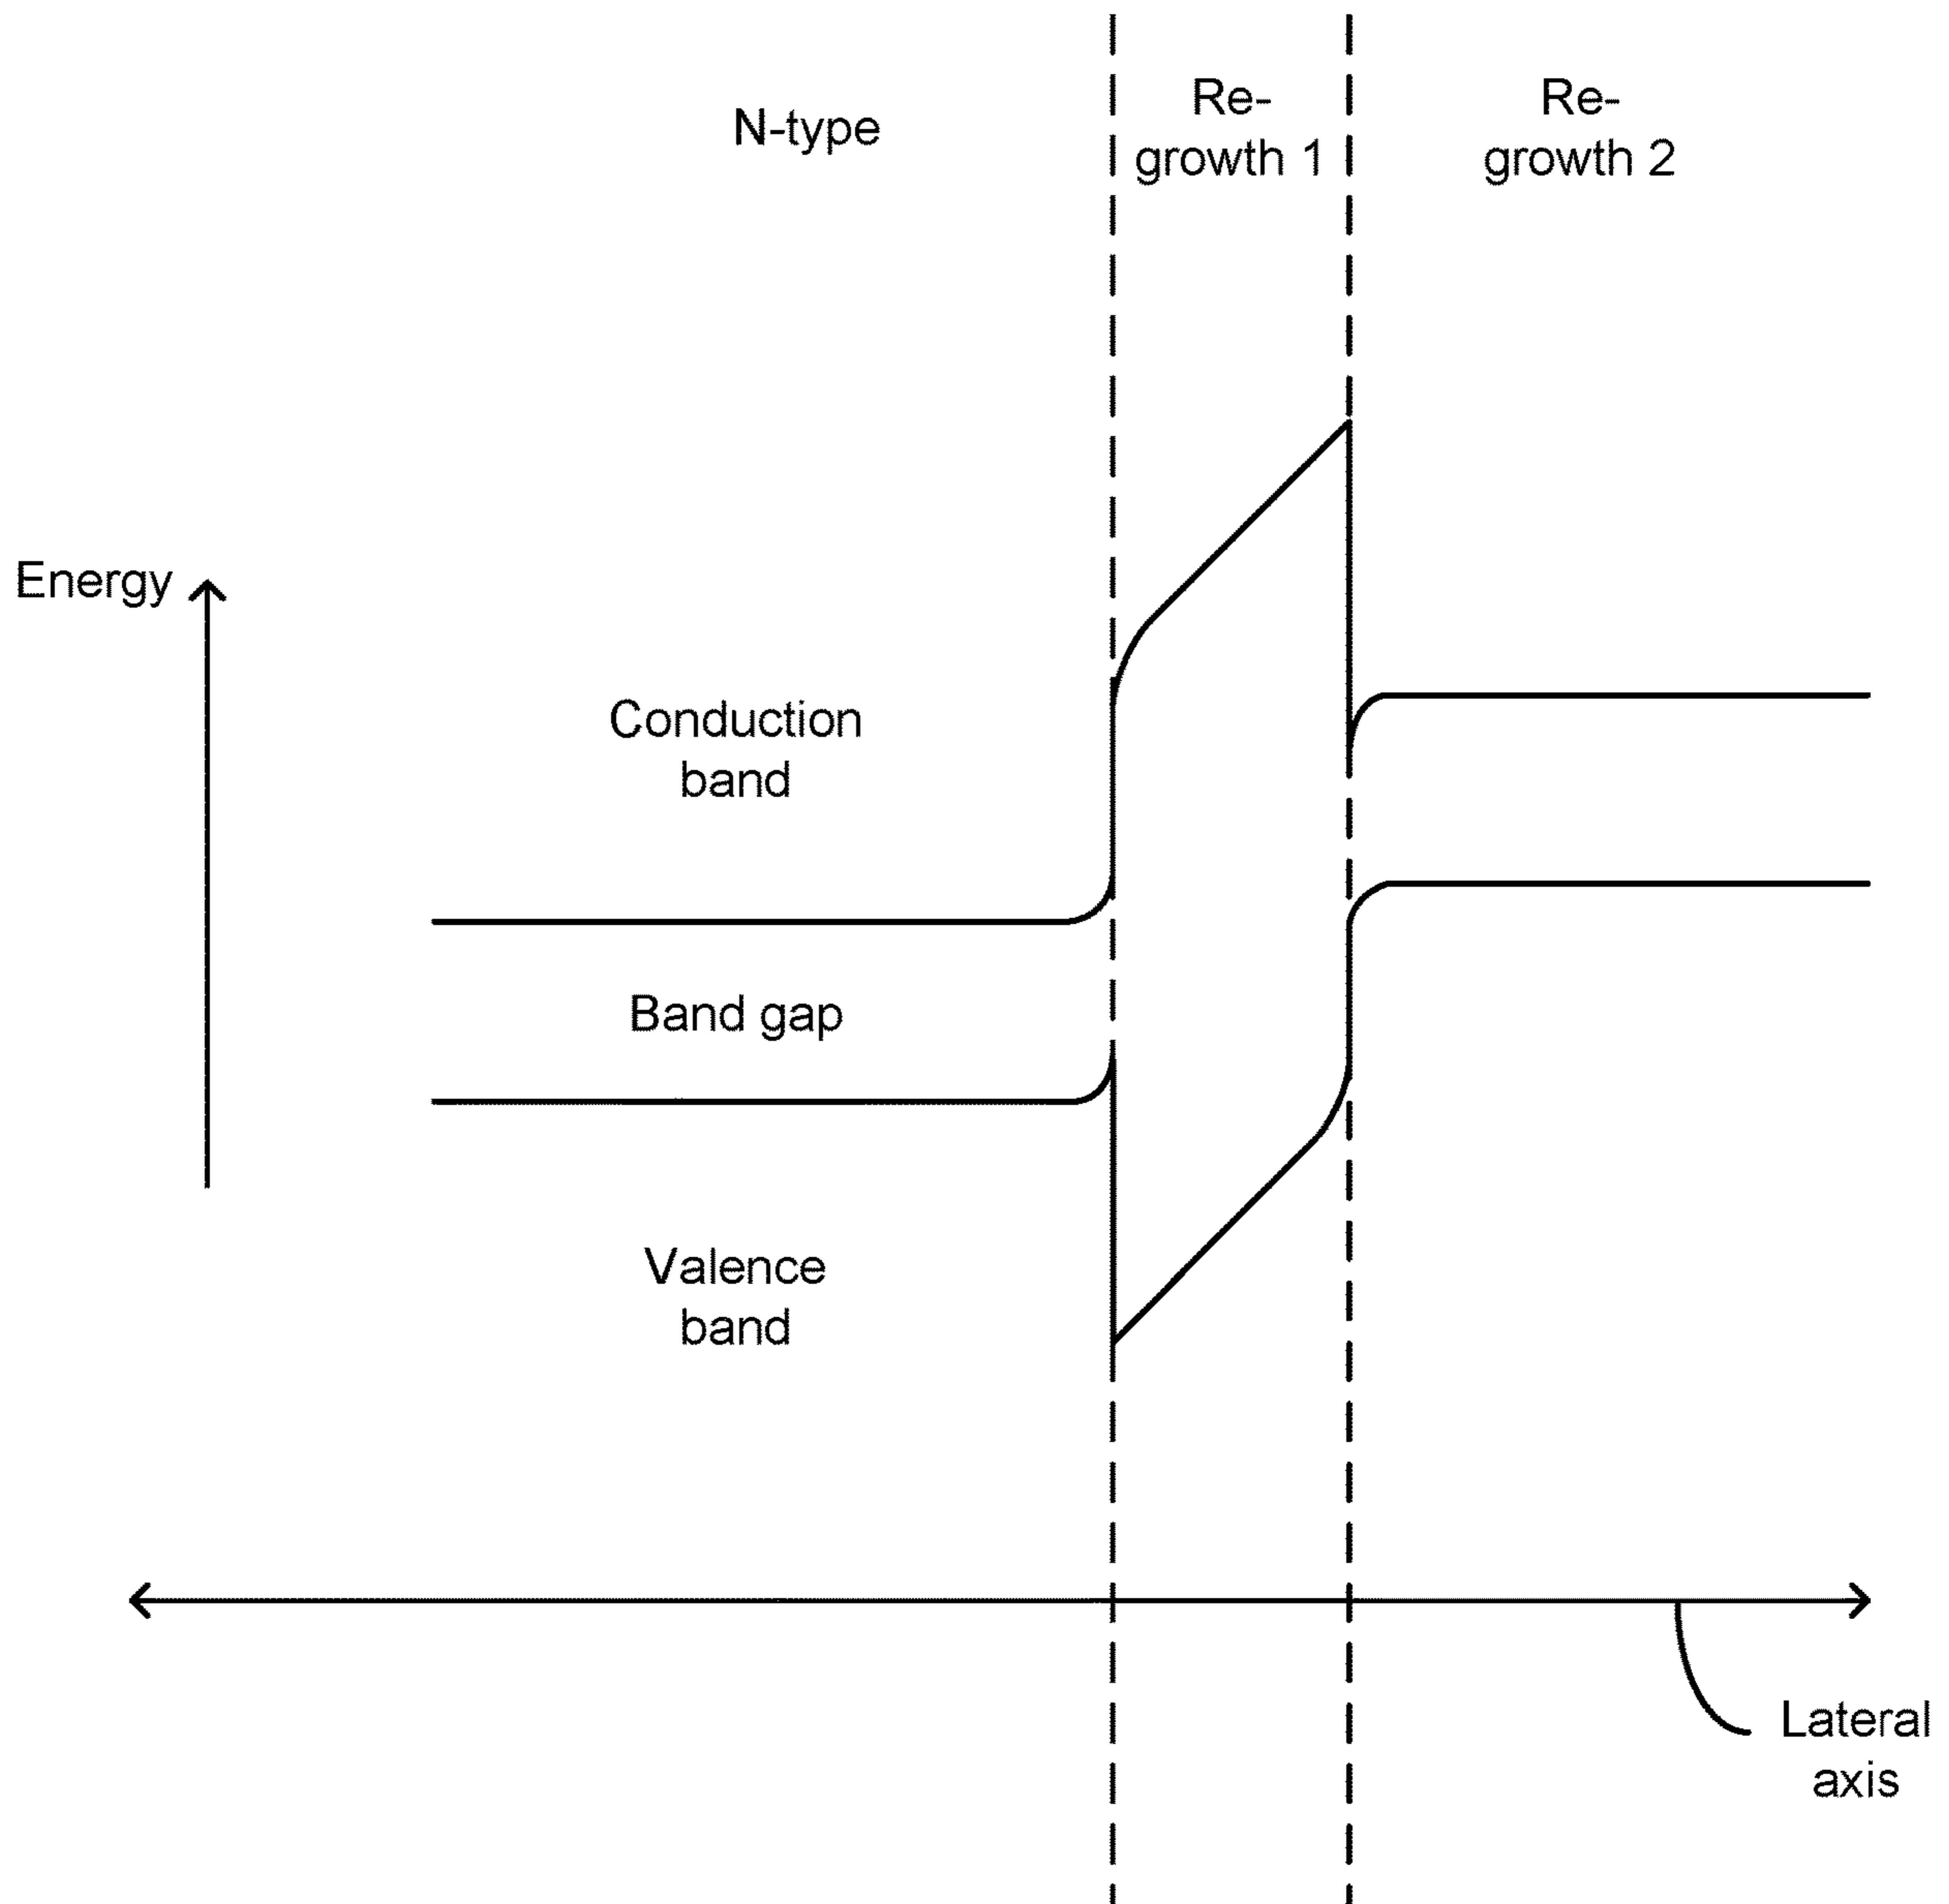 N-type
Re-
growth 1
Re-
growth 2
Energy
Conduction
band
Band gap
Valence
band
Lateral
axis